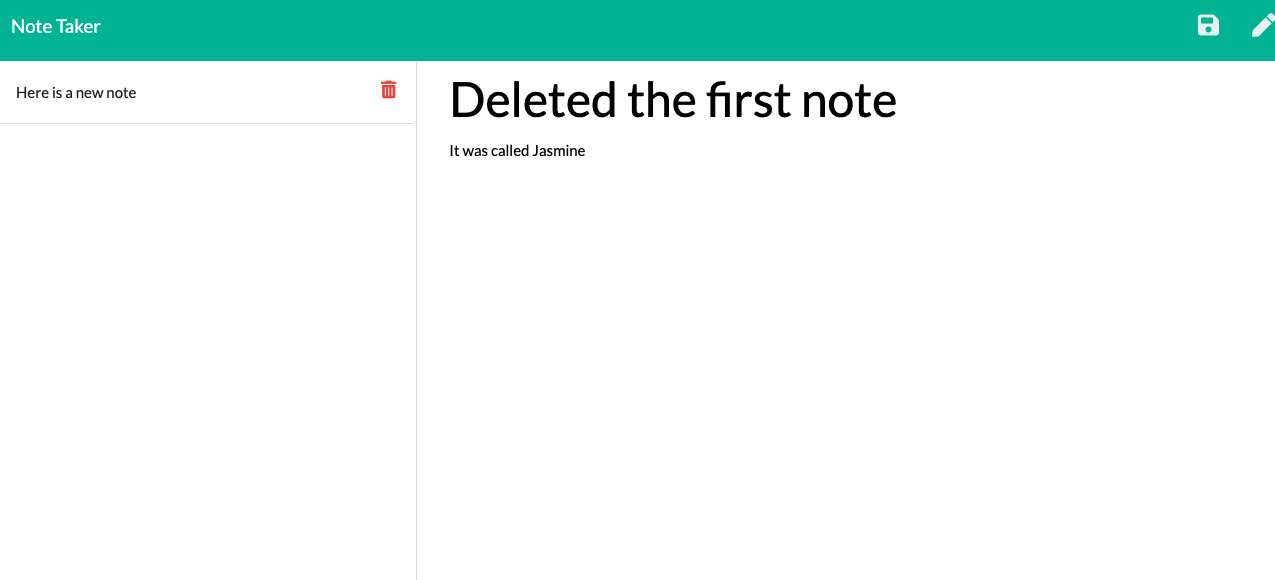 Note Taker
Here is a new note
Deleted the first note
It was called Jasmine